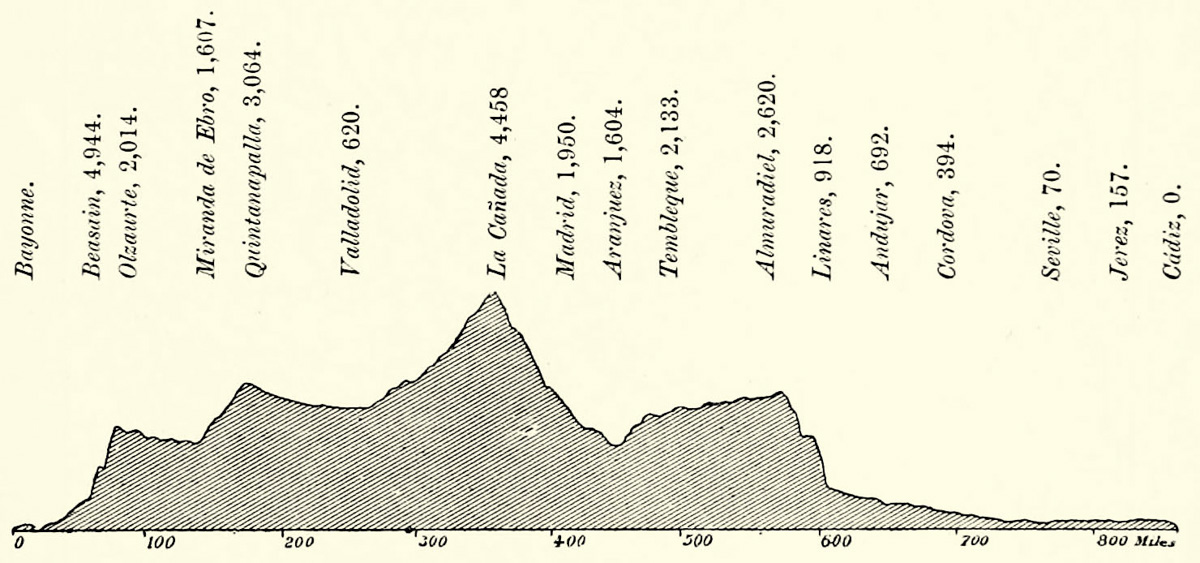 Bayonne.
Beasain, 4,944.
Olzaurte, 2,014.
Miranda de Ebro, 1,607.
Quintanapalla, 3,064.
Valladolid, 620.
La Cañada, 4,458
Madrid, 1,950.
Aranjuez, 1,604.
Tembleque, 2,133.
Almuradiel, 2,620.
Linares, 918.
Andujar, 692.
Cordova, 394.
Seville, 70.
Jerez, 157.
Cádiz, 0.
0 100 200 300 400 500 600 700 800 Miles